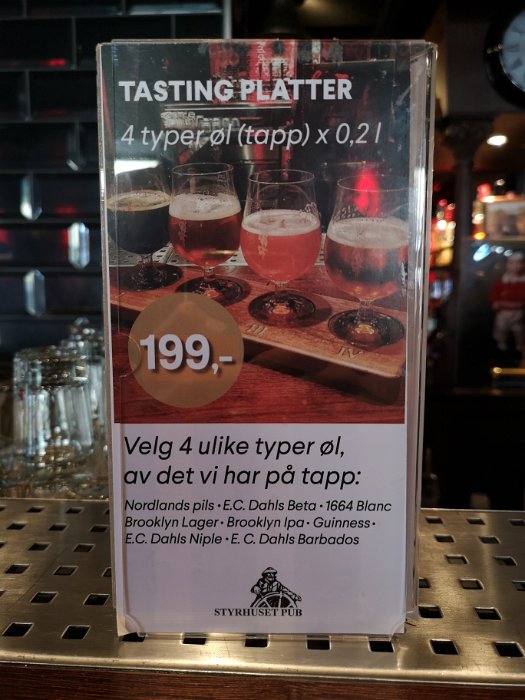 TASTING PLATTER
4 typer øl (tapp) x 0,2 l
199,-
Velg 4 ulike typer øl,
av det vi har på tapp:
Nordlands pils • E.C. Dahls Beta • 1664 Blanc
Brooklyn Lager • Brooklyn Ipa • Guinness •
E.C. Dahls Niple • E. C. Dahls Barbados
STYRHUSET PUB